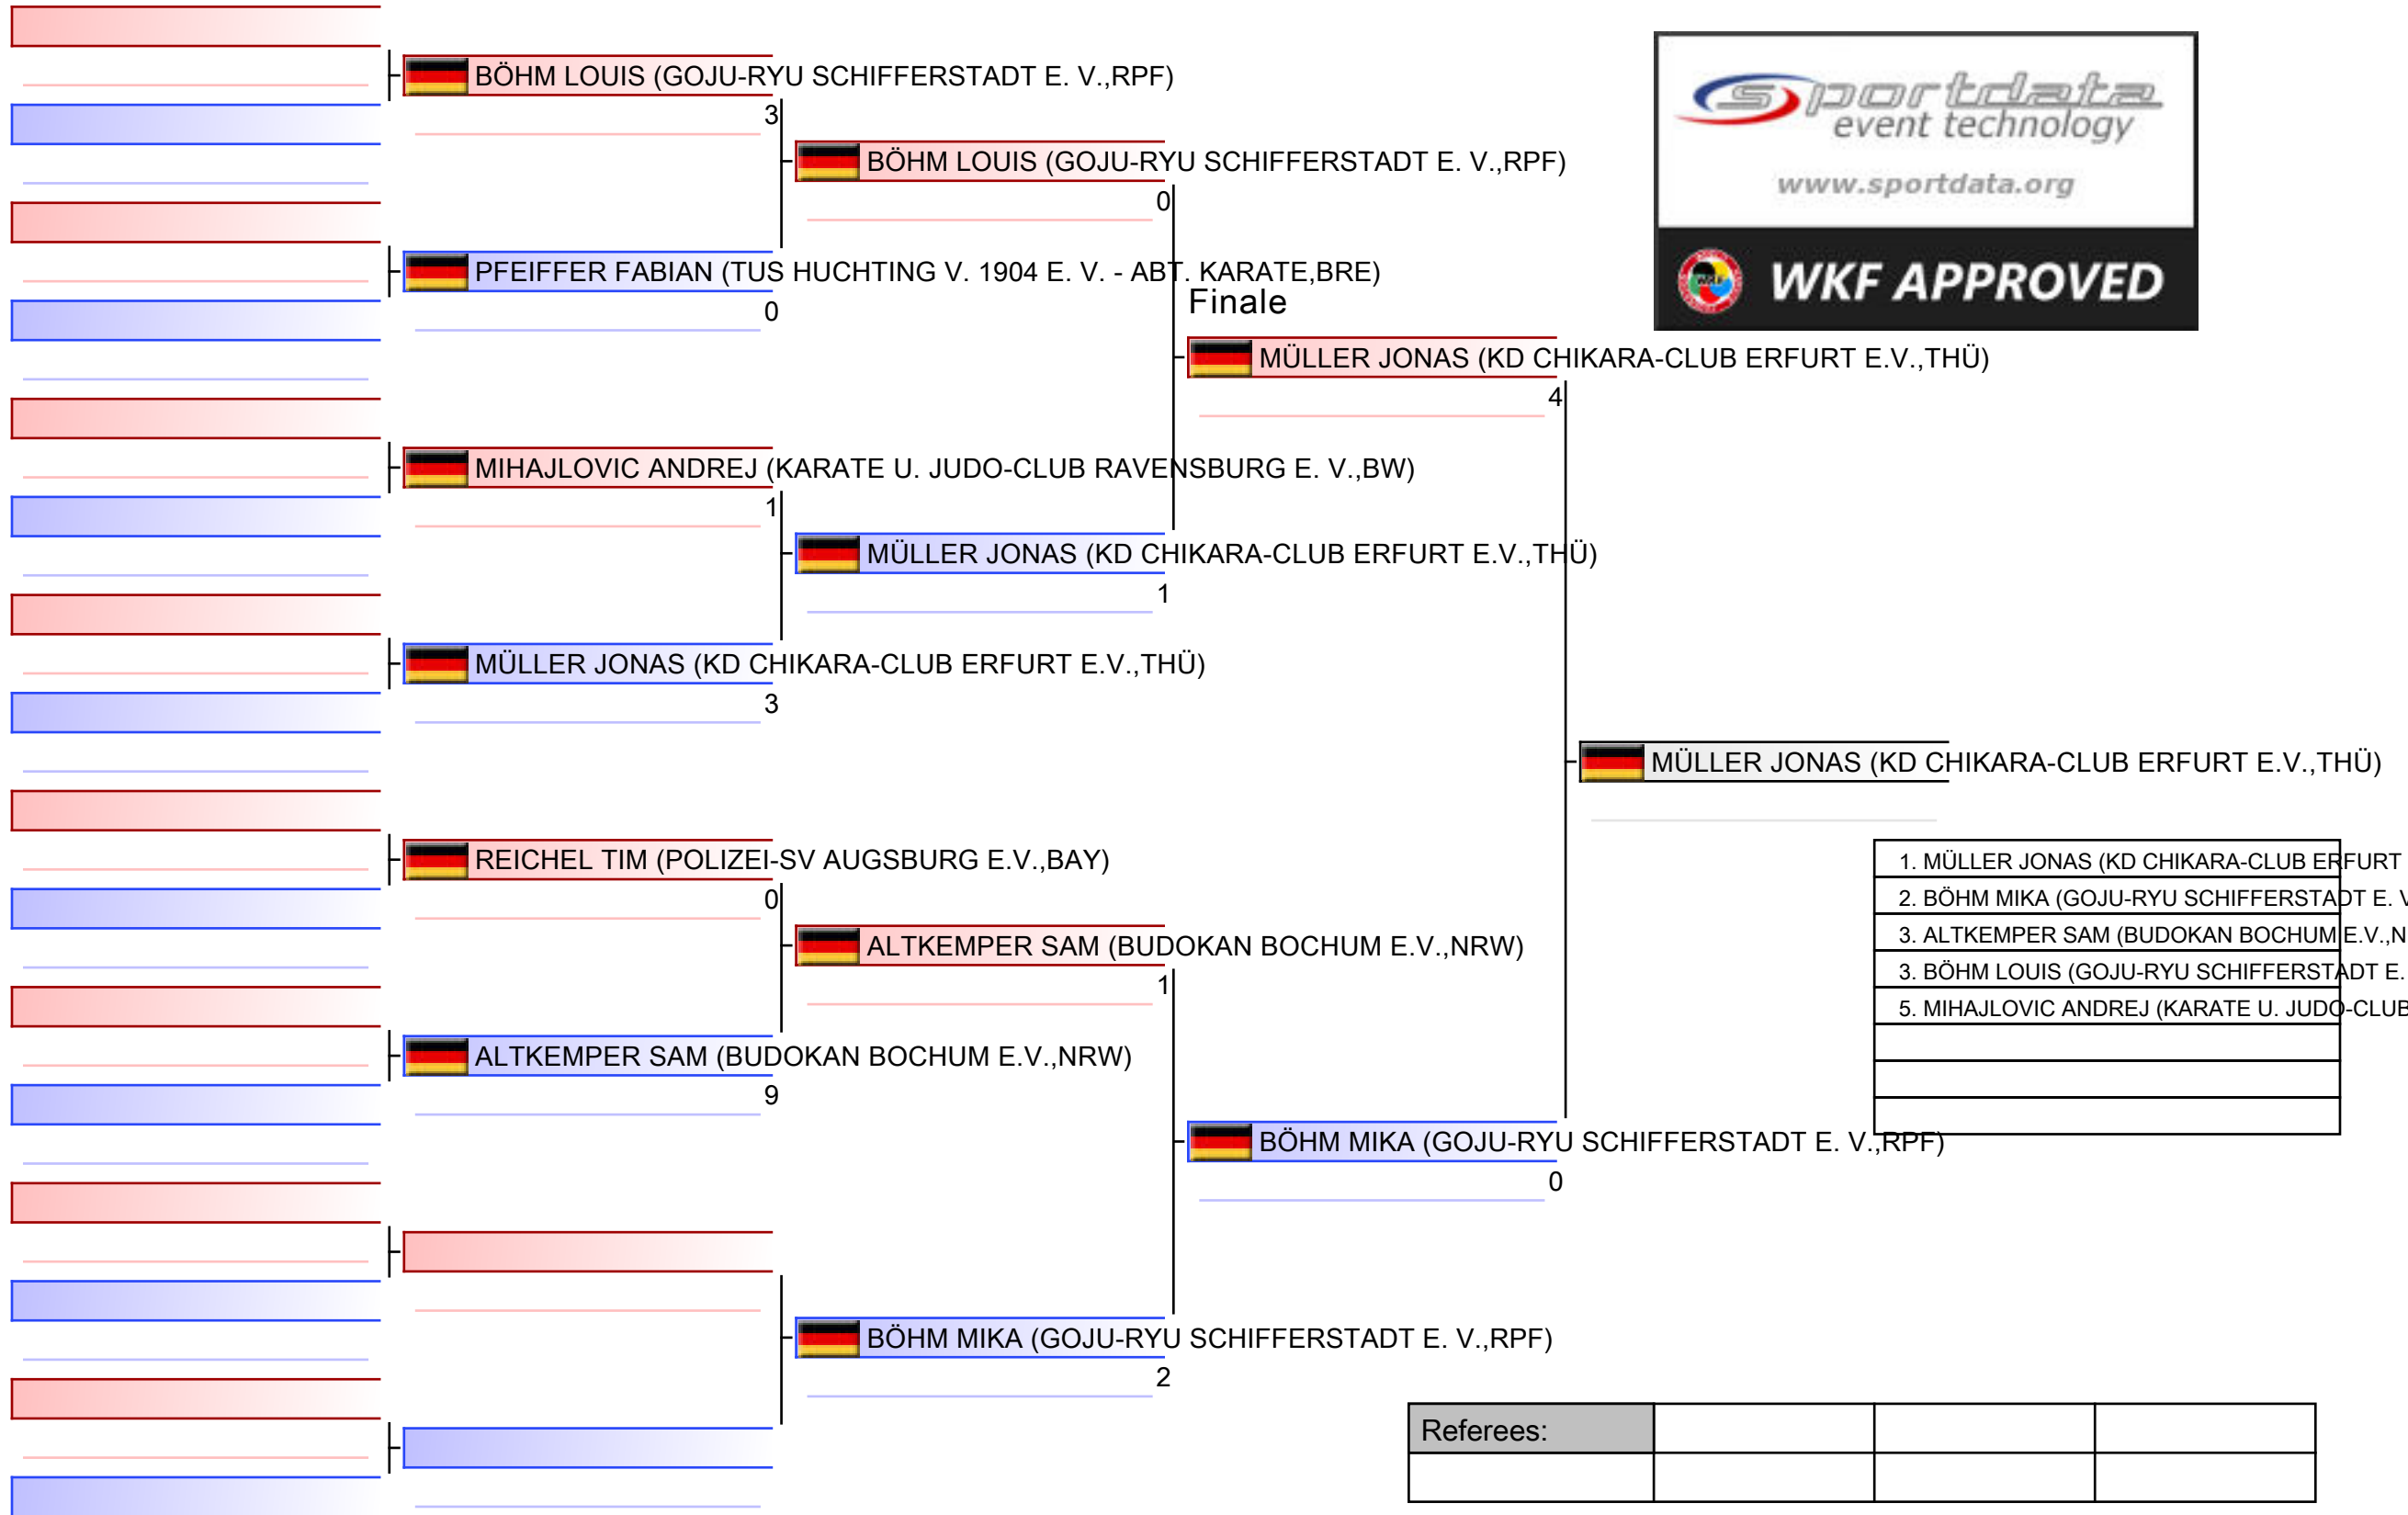 BÖHM LOUIS (GOJU-RYU SCHIFFERSTADT E. V.,RPF)
3
BÖHM LOUIS (GOJU-RYU SCHIFFERSTADT E. V.,RPF)
0
PFEIFFER FABIAN (TUS HUCHTING V. 1904 E. V. - ABT. KARATE,BRE)
0
Finale
MÜLLER JONAS (KD CHIKARA-CLUB ERFURT E.V.,THÜ)
4
MIHAJLOVIC ANDREJ (KARATE U. JUDO-CLUB RAVENSBURG E. V.,BW)
1
MÜLLER JONAS (KD CHIKARA-CLUB ERFURT E.V.,THÜ)
1
MÜLLER JONAS (KD CHIKARA-CLUB ERFURT E.V.,THÜ)
3
MÜLLER JONAS (KD CHIKARA-CLUB ERFURT E.V.,THÜ)
REICHEL TIM (POLIZEI-SV AUGSBURG E.V.,BAY)
0
ALTKEMPER SAM (BUDOKAN BOCHUM E.V.,NRW)
1
ALTKEMPER SAM (BUDOKAN BOCHUM E.V.,NRW)
9
BÖHM MIKA (GOJU-RYU SCHIFFERSTADT E. V.,RPF)
0
BÖHM MIKA (GOJU-RYU SCHIFFERSTADT E. V.,RPF)
2
sportdata
event technology
www.sportdata.org
WKF
WKF APPROVED
1. MÜLLER JONAS (KD CHIKARA-CLUB ERFURT
2. BÖHM MIKA (GOJU-RYU SCHIFFERSTADT E. V
3. ALTKEMPER SAM (BUDOKAN BOCHUM E.V.,N
3. BÖHM LOUIS (GOJU-RYU SCHIFFERSTADT E.
5. MIHAJLOVIC ANDREJ (KARATE U. JUDO-CLUB
Referees: